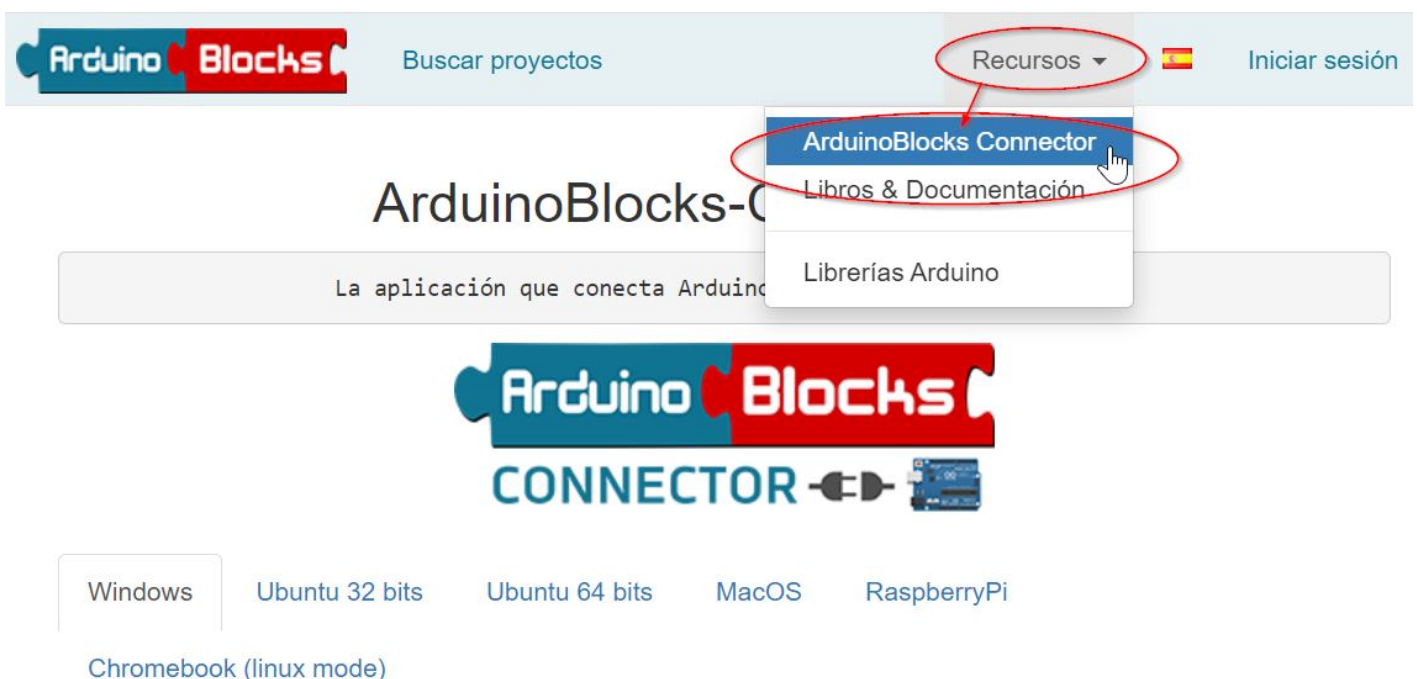 Arduino Blocks
Buscar proyectos
Recursos
Iniciar sesión
ArduinoBlocks Connector
Libros & Documentación
Librerías Arduino
ArduinoBlocks-
La aplicación que conecta Arduino
Arduino Blocks
CONNECTOR
Windows
Ubuntu 32 bits
Ubuntu 64 bits
MacOS
RaspberryPi
Chromebook (linux mode)